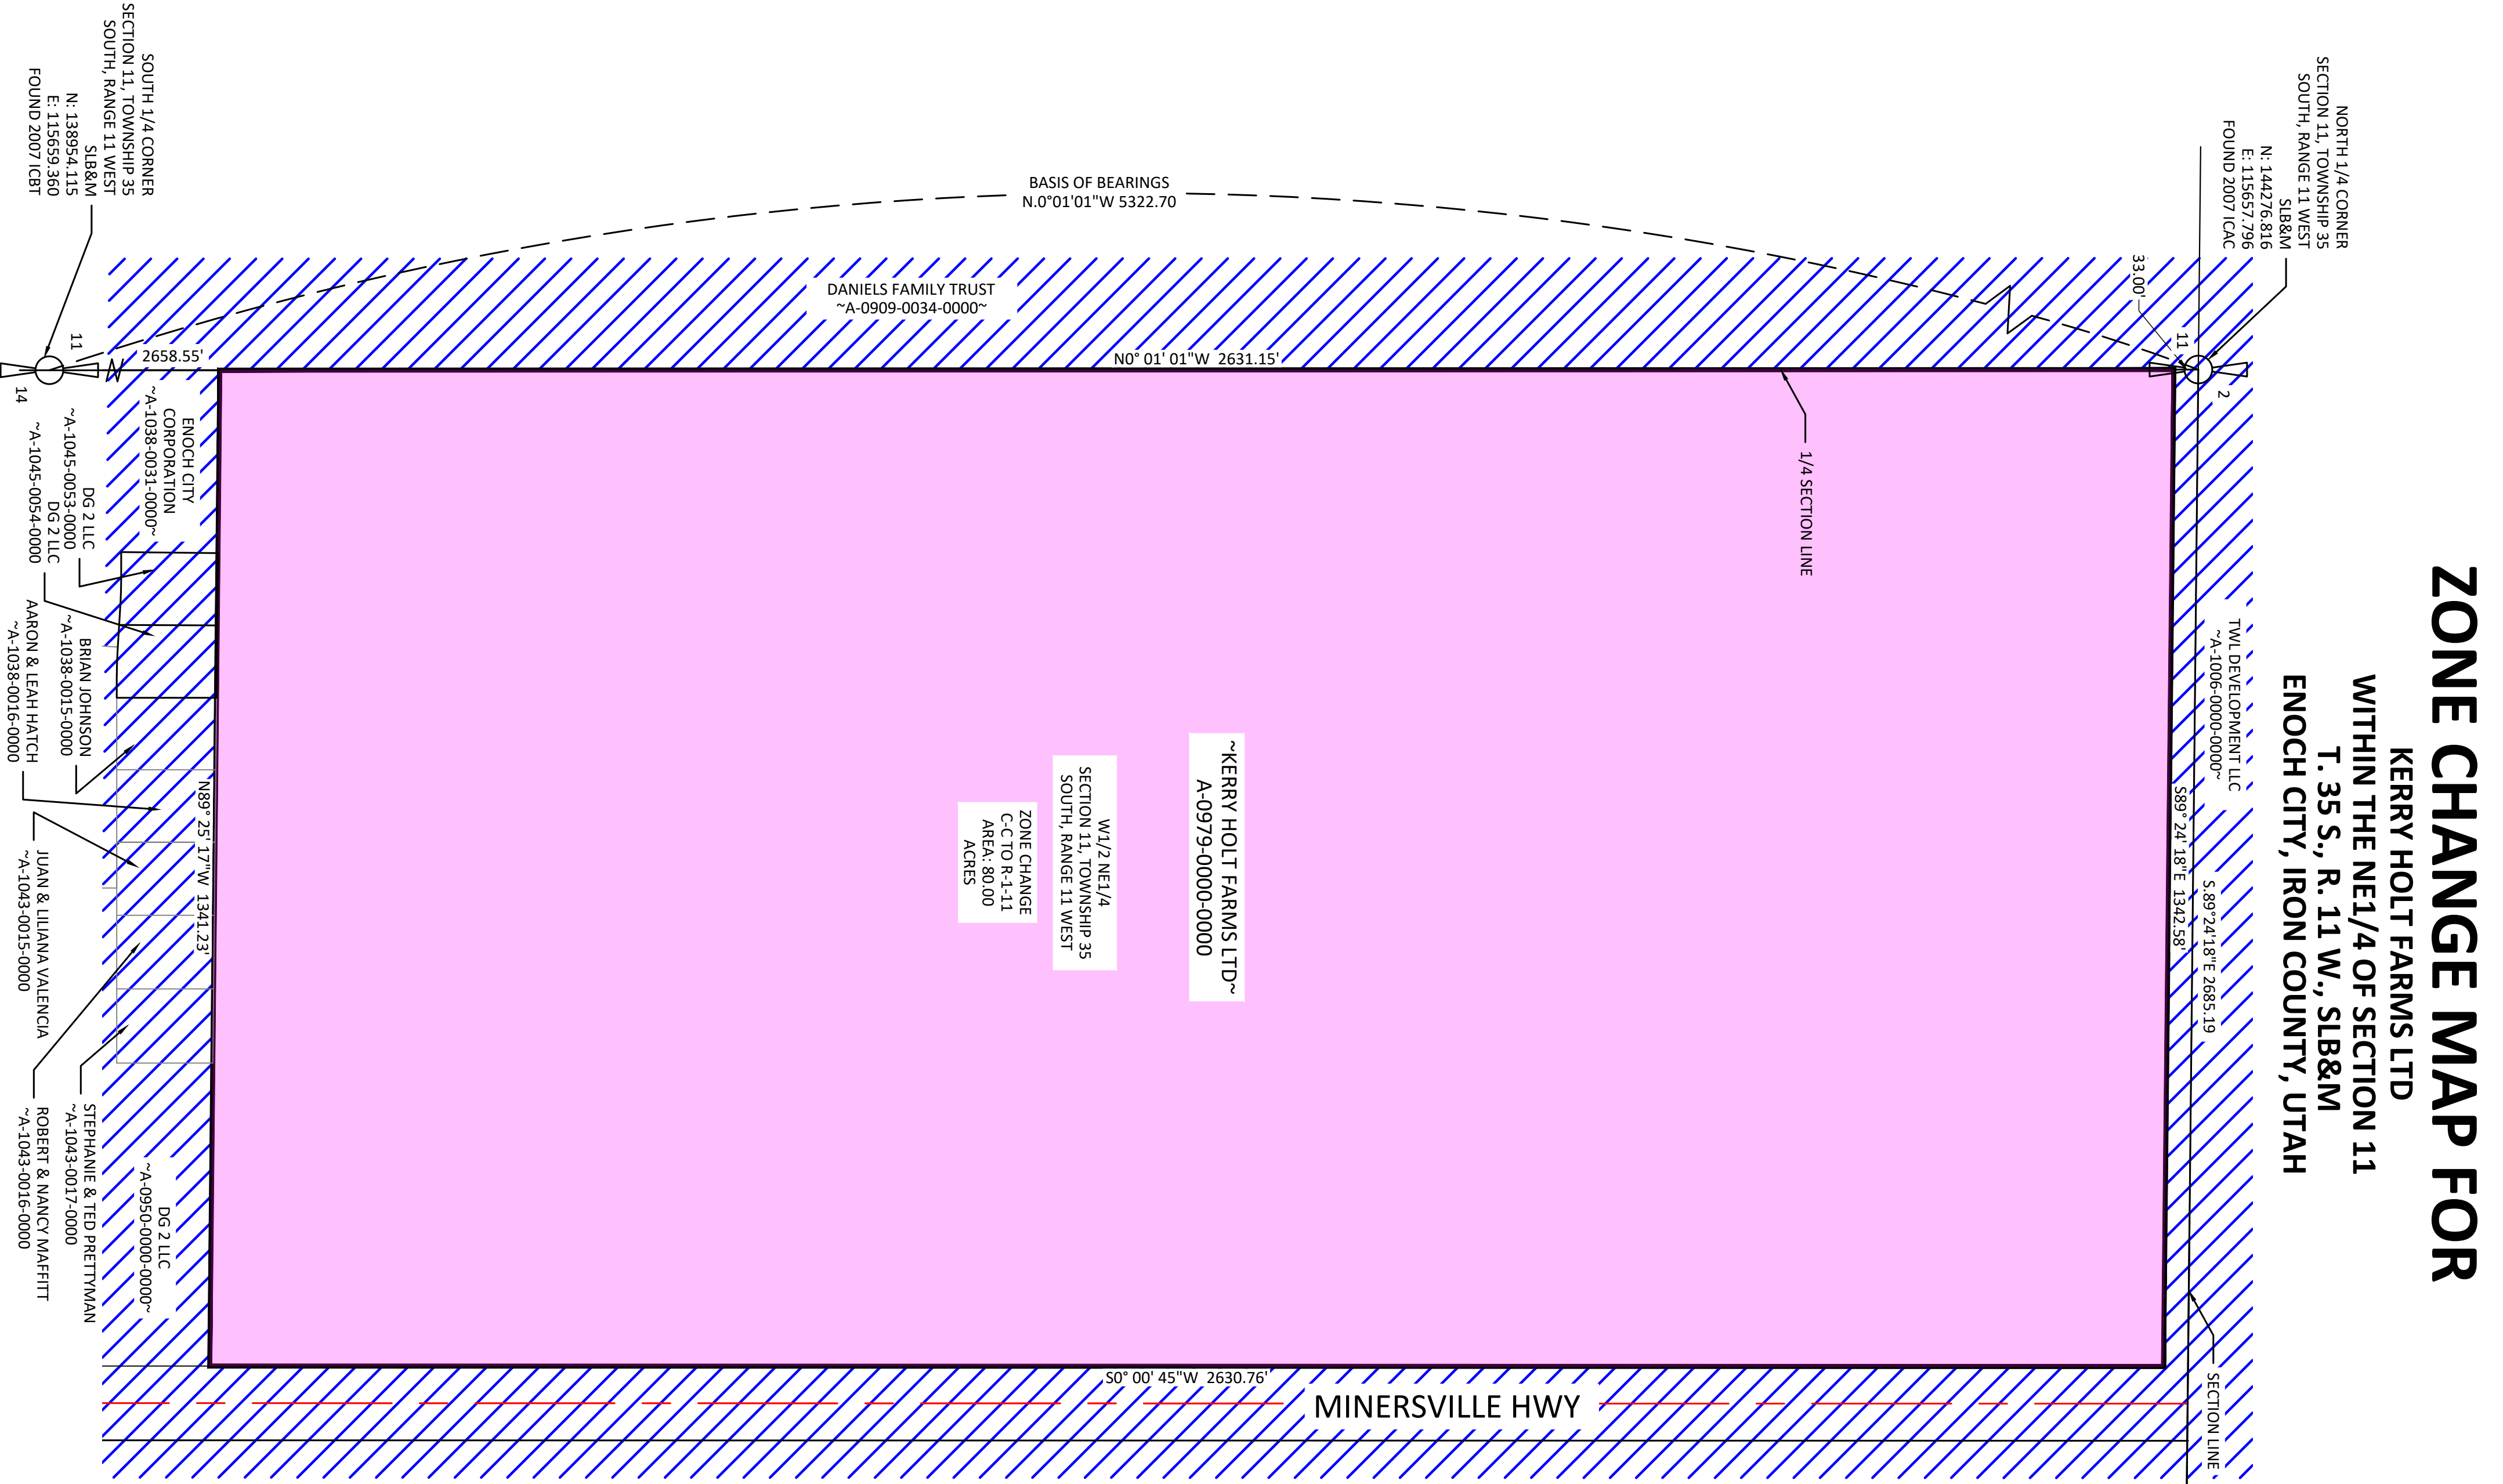 ZONE CHANGE MAP FOR
KERRY HOLT FARMS LTD
WITHIN THE NE1/4 OF SECTION 11
T. 35 S., R. 11 W., SLB&M
ENOCH CITY, IRON COUNTY, UTAH
NORTH 1/4 CORNER
SECTION 11, TOWNSHIP 35
SOUTH, RANGE 11 WEST
SLB&M
N: 144276.816
E: 115657.796
FOUND 2007 ICAC
33.00'
11
2
TWL DEVELOPMENT LLC
~A-1006-0000-0000~
S.89°24'18"E 2685.19
S89° 24' 18"E 1342.58'
SECTION LINE
1/4 SECTION LINE
BASIS OF BEARINGS
N.0°01'01"W 5322.70
DANIELS FAMILY TRUST
~A-0909-0034-0000~
N0° 01' 01"W 2631.15'
~KERRY HOLT FARMS LTD~
A-0979-0000-0000
W1/2 NE1/4
SECTION 11, TOWNSHIP 35
SOUTH, RANGE 11 WEST
ZONE CHANGE
C-C TO R-1-11
AREA: 80.00
ACRES
S0° 00' 45"W 2630.76'
MINERSVILLE HWY
N89° 25' 17"W 1341.23'
2658.55'
SOUTH 1/4 CORNER
SECTION 11, TOWNSHIP 35
SOUTH, RANGE 11 WEST
SLB&M
N: 138954.115
E: 115659.360
FOUND 2007 ICBT
11
14
ENOCH CITY
CORPORATION
~A-1038-0031-0000~
DG 2 LLC
~A-1045-0053-0000
DG 2 LLC
~A-1045-0054-0000
BRIAN JOHNSON
~A-1038-0015-0000
AARON & LEAH HATCH
~A-1038-0016-0000
JUAN & LILIANA VALENCIA
~A-1043-0015-0000
DG 2 LLC
~A-0950-0000-0000~
STEPHANIE & TED PRETTYMAN
~A-1043-0017-0000
ROBERT & NANCY MAFFITT
~A-1043-0016-0000